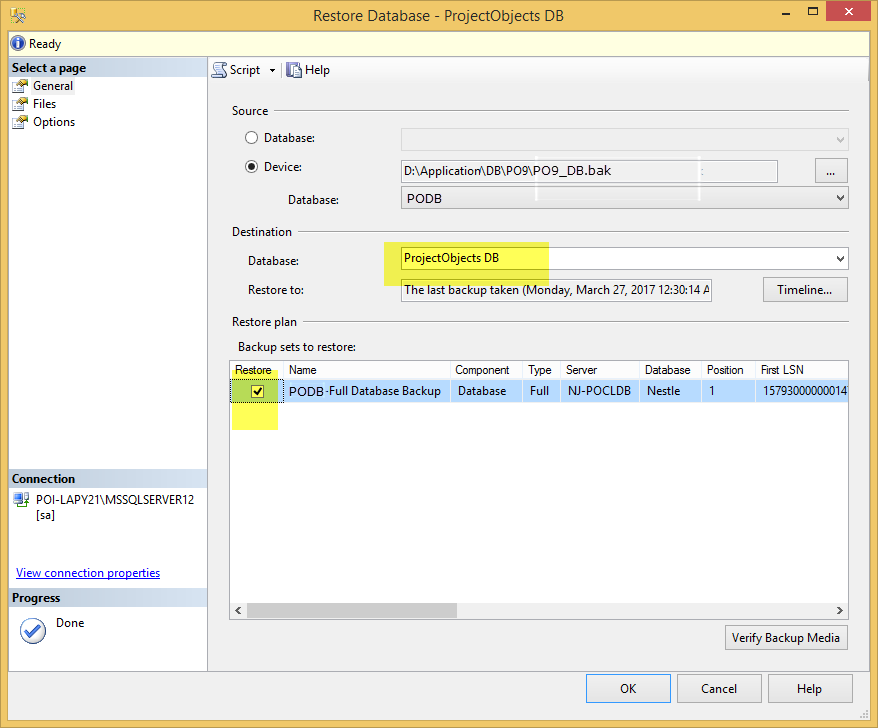 Restore Database - ProjectObjects DB
Ready
Select a page
General
Files
Options
Script Help
Source
Database:
Device: D:\Application\DB\PO9\PO9_DB.bak ...
Database: PODB
Destination
Database: ProjectObjects DB
Restore to: The last backup taken (Monday, March 27, 2017 12:30:14 A Timeline...
Restore plan
Backup sets to restore:
Restore Name Component Type Server Database Position First LSN
PODB-Full Database Backup Database Full NJ-POCLDB Nestle 1 1579300000014
Connection
POI-LAPY21\MSSQLSERVER12
[sa]
View connection properties
Progress
Done
Verify Backup Media
OK Cancel Help